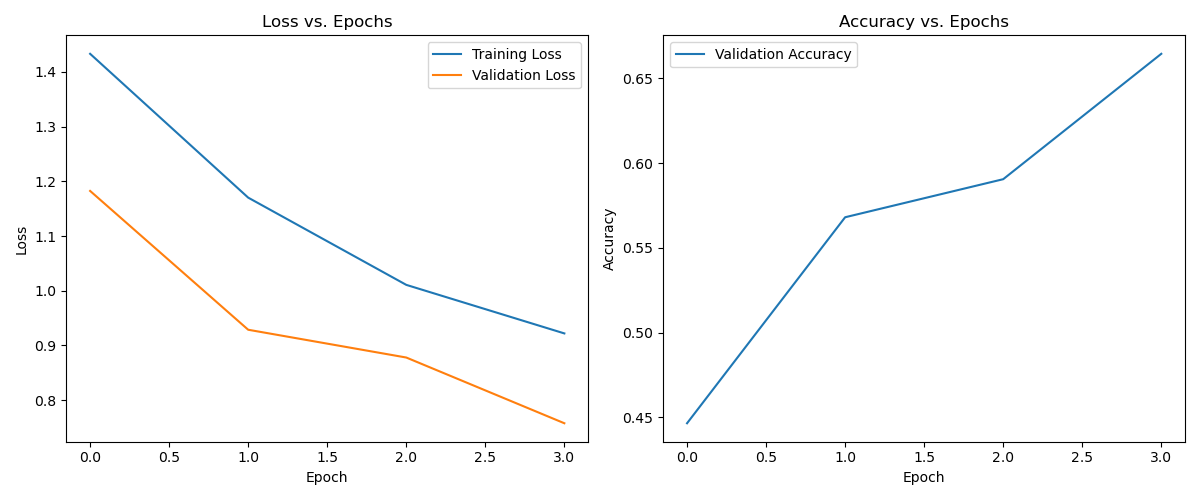 Loss vs. Epochs
Training Loss
Validation Loss
1.4
1.3
1.2
1.1
1.0
0.9
0.8
Loss
0.0 0.5 1.0 1.5 2.0 2.5 3.0
Epoch
Accuracy vs. Epochs
Validation Accuracy
0.65
0.60
0.55
0.50
0.45
Accuracy
0.0 0.5 1.0 1.5 2.0 2.5 3.0
Epoch